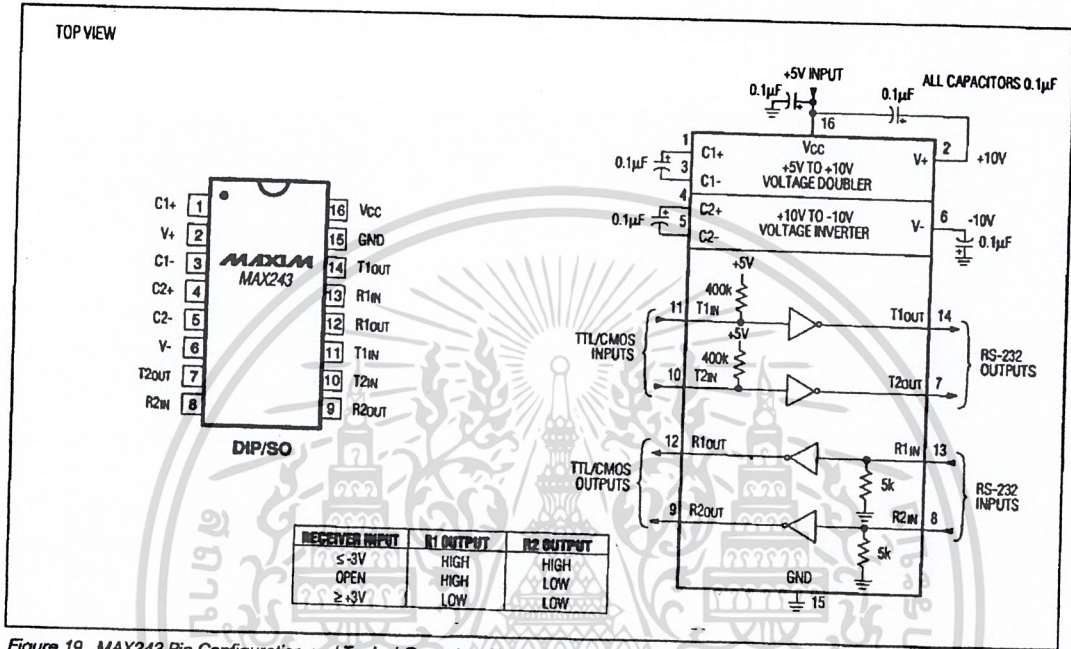 TOP VIEW
C1+ 1
V+ 2
C1- 3
C2+ 4
C2- 5
V- 6
T2OUT 7
R2IN 8
MAXIM
MAX243
16 VCC
15 GND
14 T1OUT
13 R1IN
12 R1OUT
11 T1IN
10 T2IN
9 R2OUT
DIP/SO
RECEIVER INPUT R1 OUTPUT R2 OUTPUT
≤ -3V HIGH HIGH
OPEN HIGH LOW
≥ +3V LOW LOW
+5V INPUT
ALL CAPACITORS 0.1µF
0.1µF
0.1µF
16
1
VCC
2
0.1µF
C1+
+5V TO +10V
V+
+10V
3
C1-
VOLTAGE DOUBLER
4
C2+
+10V TO -10V
6
-10V
0.1µF
5
C2-
VOLTAGE INVERTER
V-
0.1µF
+5V
400k
11 T1IN
T1OUT 14
+5V
TTL/CMOS
INPUTS
400k
RS-232
OUTPUTS
10 T2IN
T2OUT 7
12 R1OUT
R1IN 13
TTL/CMOS
OUTPUTS
5k
RS-232
INPUTS
9 R2OUT
R2IN 8
5k
GND
15